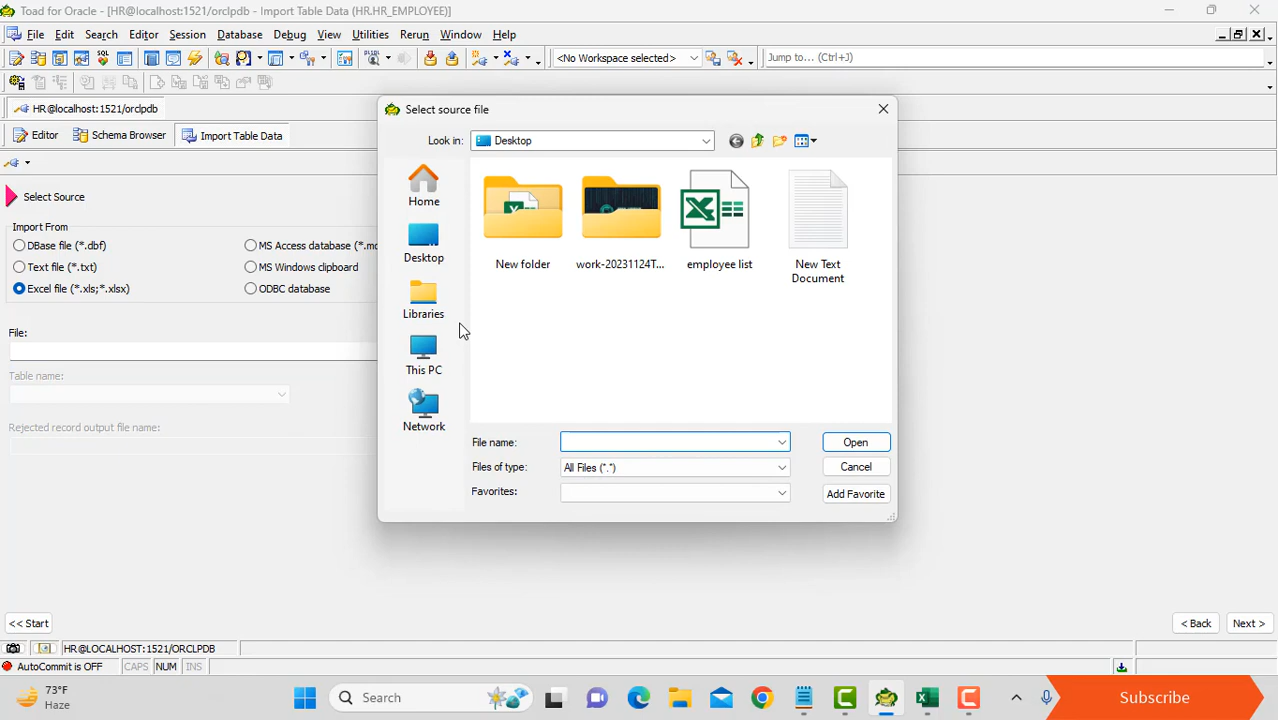 Toad for Oracle - [HR@localhost:1521/orclpdb - Import Table Data (HR.HR_EMPLOYEE)]
File Edit Search Editor Session Database Debug View Utilities Rerun Window Help
SQL <No Workspace selected> Jump to... (Ctrl+J)
HR@localhost:1521/orclpdb
Editor Schema Browser Import Table Data
Select Source
Import From
DBase file (*.dbf) MS Access database (*.m
Text file (*.txt) MS Windows clipboard
Excel file (*.xls;*.xlsx) ODBC database
File:
Table name:
Rejected record output file name:
Select source file
Look in: Desktop
Home
Desktop
Libraries
This PC
Network
New folder
work-20231124T...
employee list
New Text
Document
File name: Open
Files of type: All Files (*.*) Cancel
Favorites: Add Favorite
<< Start < Back Next >
HR@LOCALHOST:1521/ORCLPDB
AutoCommit is OFF CAPS NUM INS
73°F
Haze
Search
Subscribe